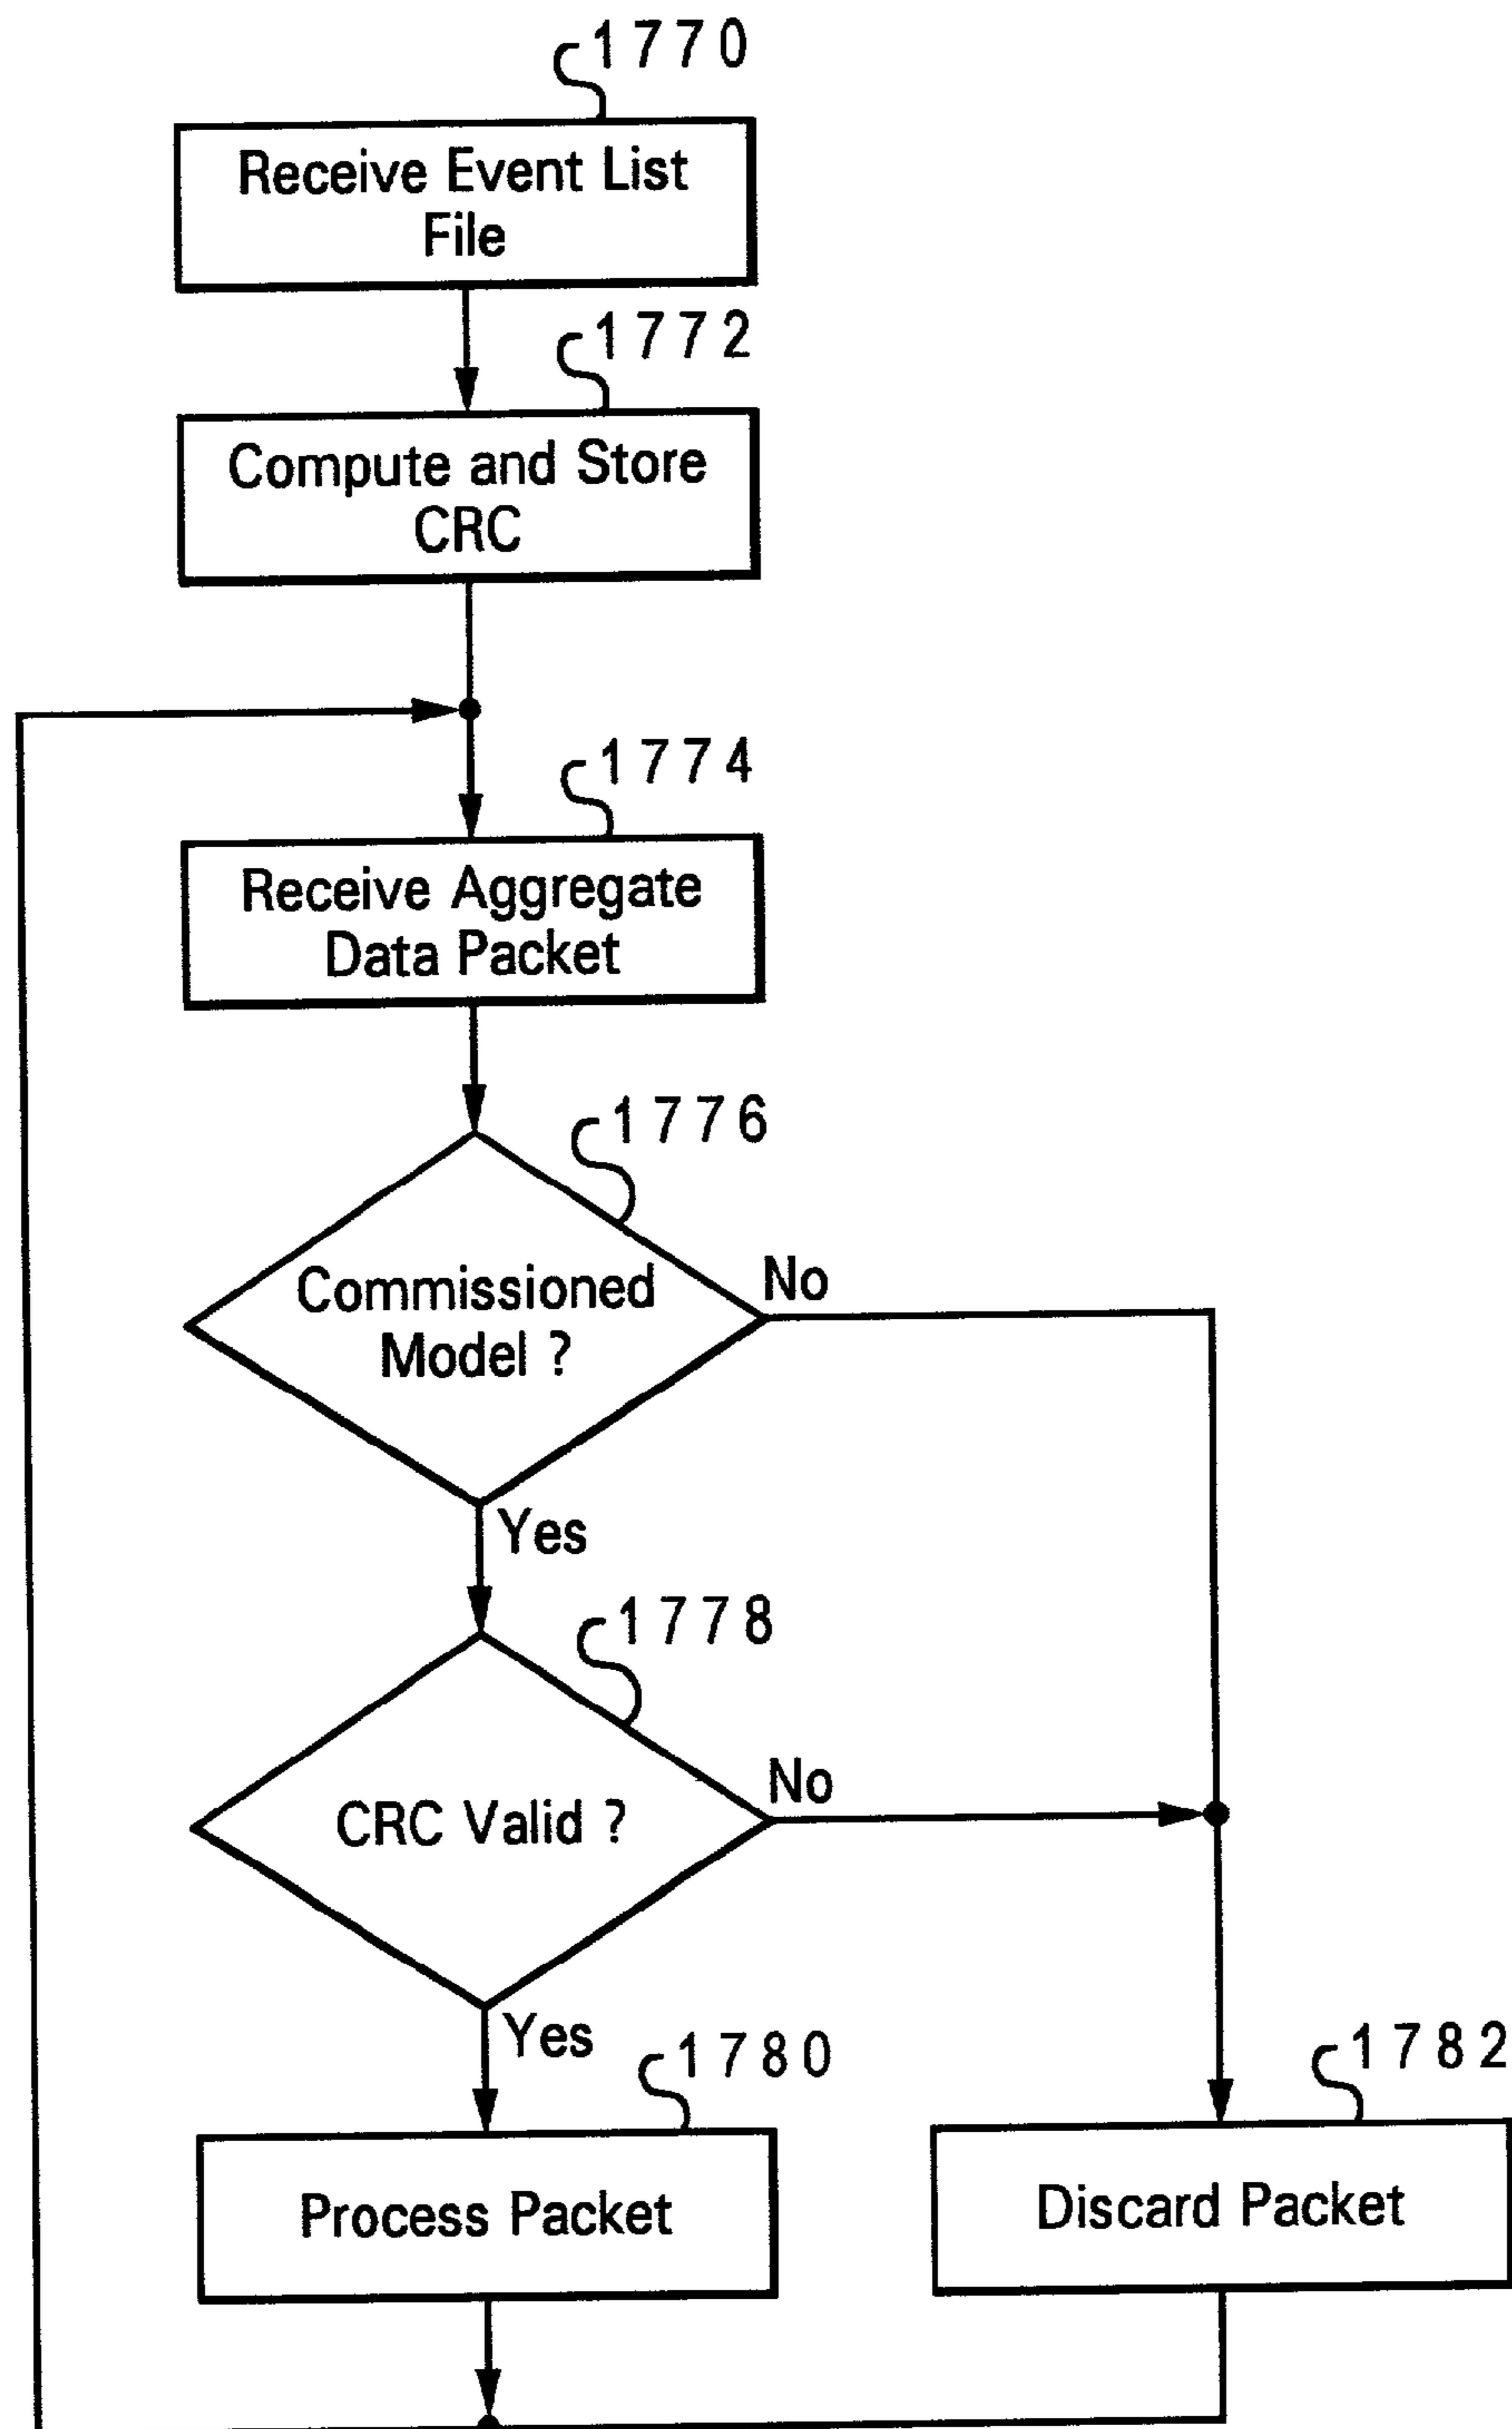 1770
Receive Event List
File
1772
Compute and Store
CRC
1774
Receive Aggregate
Data Packet
1776
Commissioned
Model ?
No
Yes
1778
CRC Valid ?
No
Yes
1780
Process Packet
1782
Discard Packet